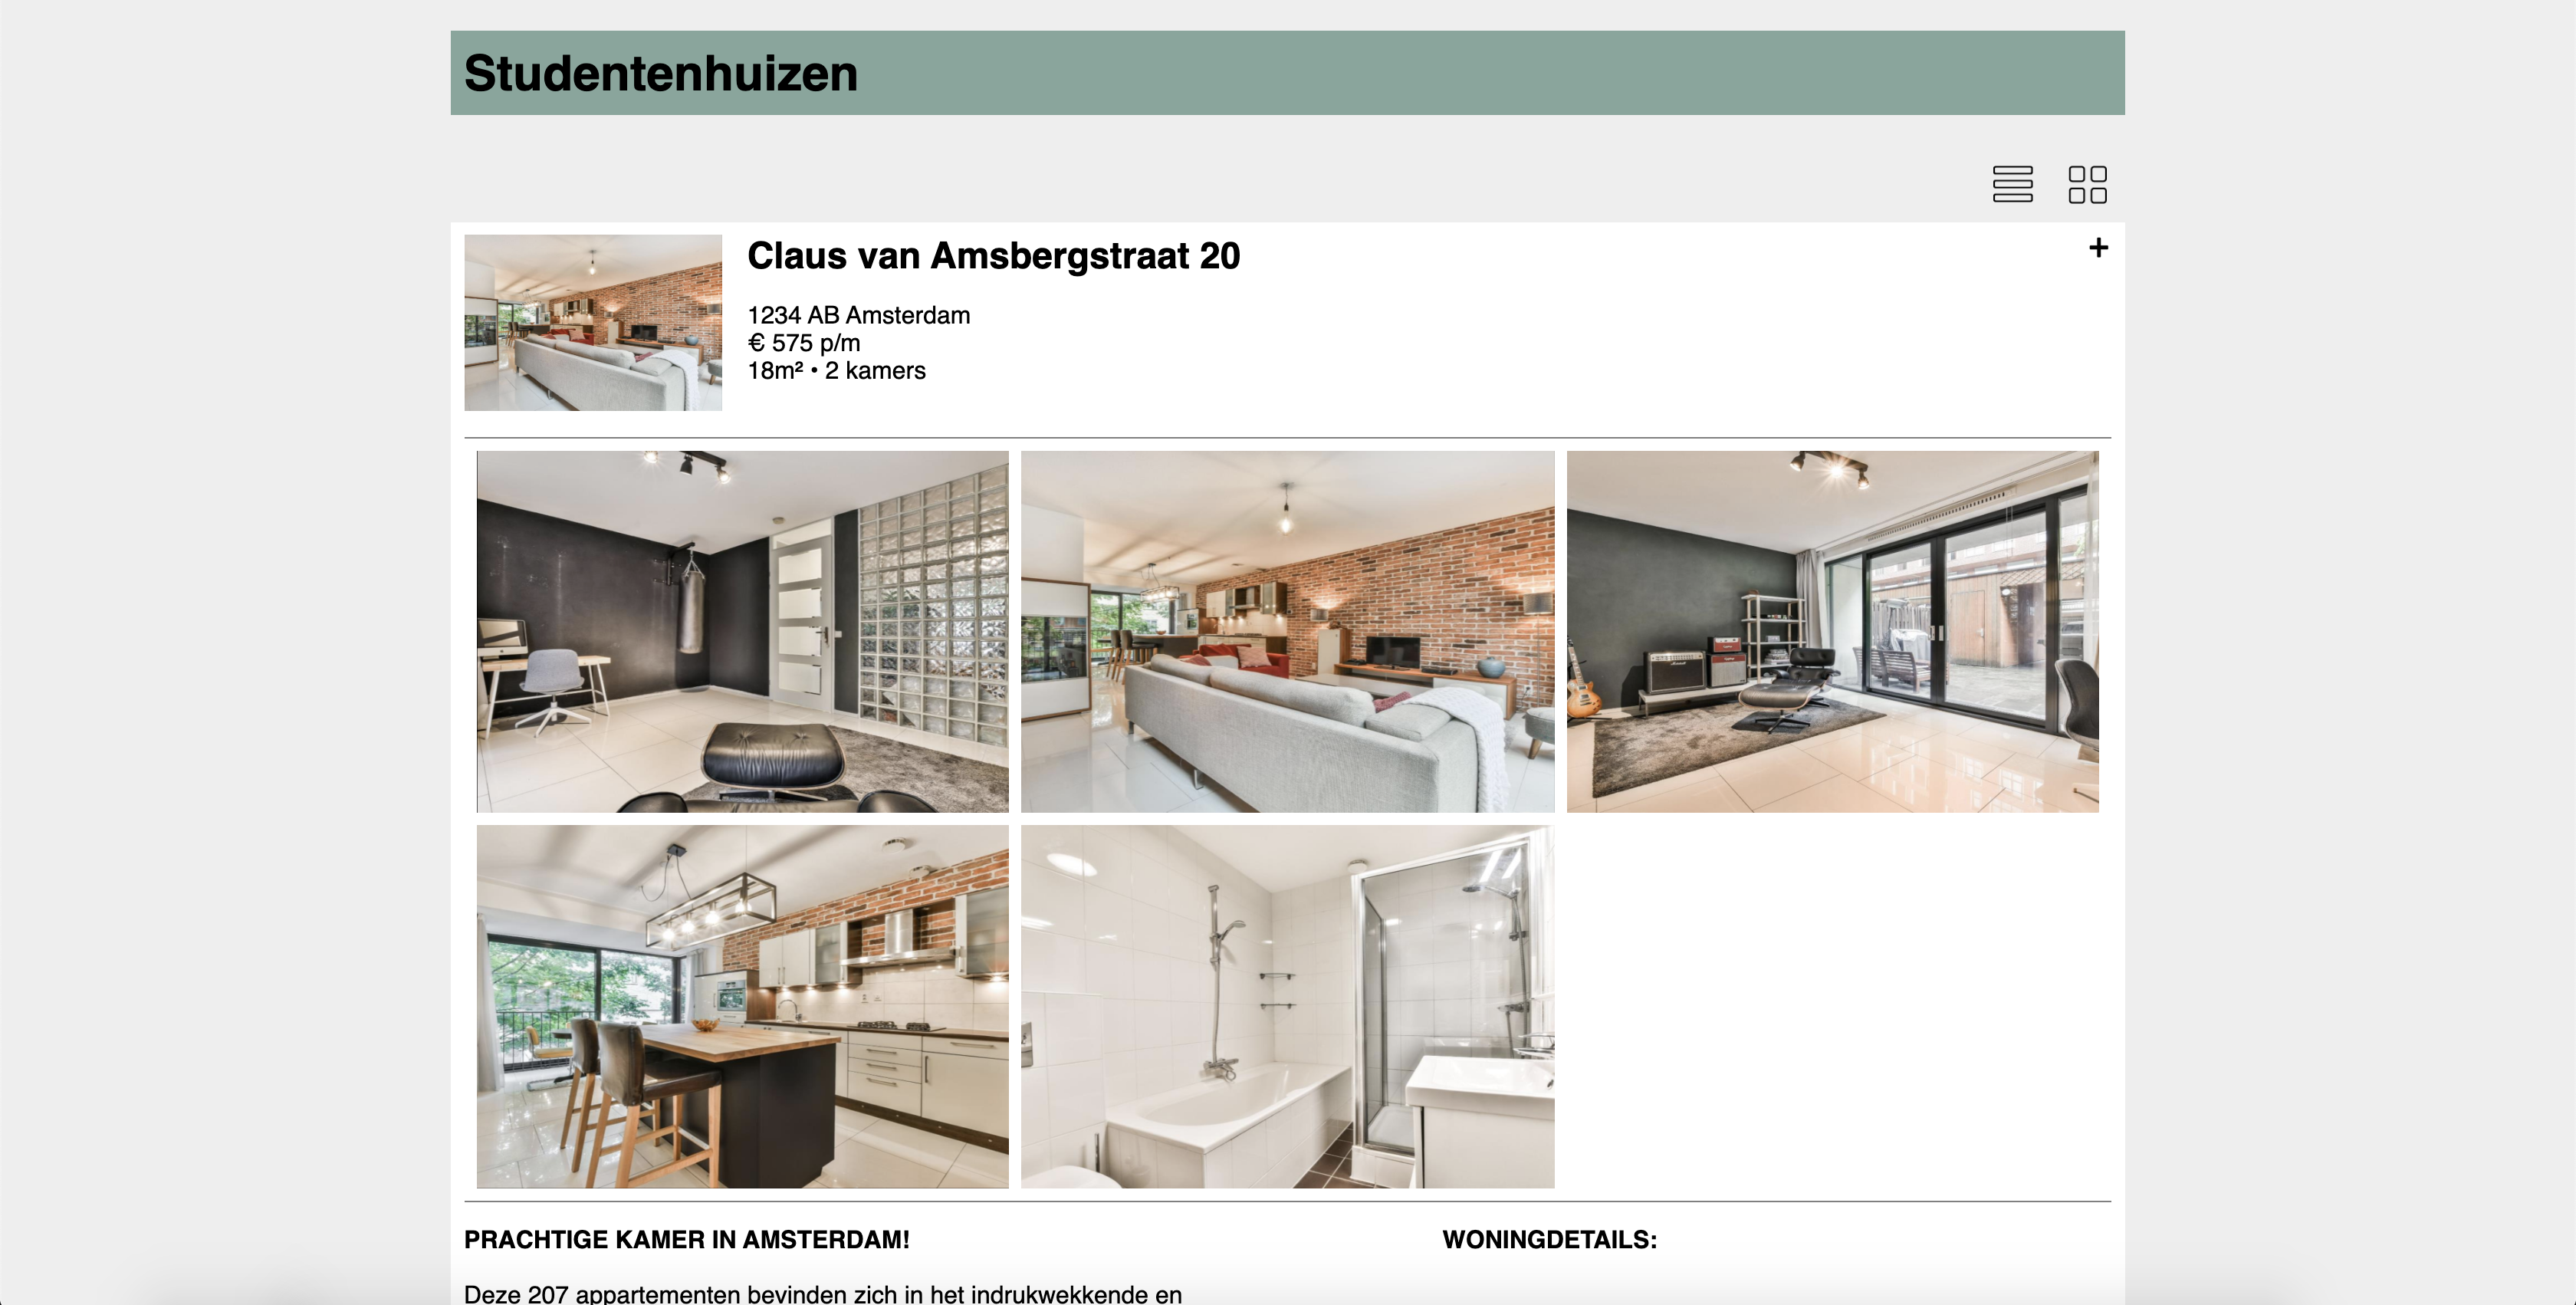 Studentenhuizen
Claus van Amsbergstraat 20
+
1234 AB Amsterdam
€ 575 p/m
18m² • 2 kamers
PRACHTIGE KAMER IN AMSTERDAM!
WONINGDETAILS:
Deze 207 appartementen bevinden zich in het indrukwekkende en